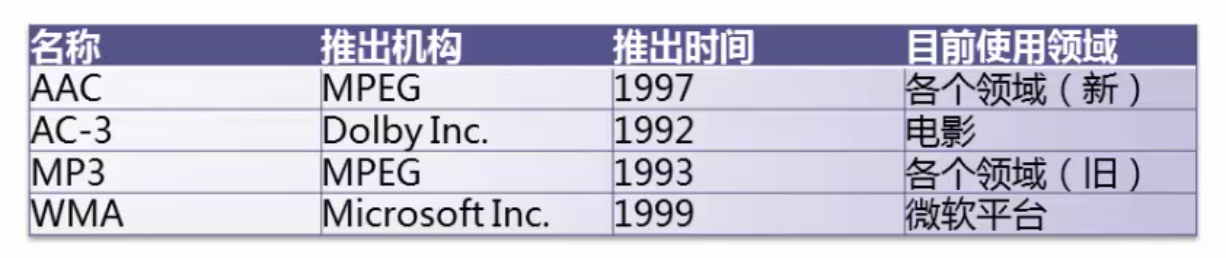 名称 推出机构 推出时间 目前使用领域
AAC MPEG 1997 各个领域（新）
AC-3 Dolby Inc. 1992 电影
MP3 MPEG 1993 各个领域（旧）
WMA Microsoft Inc. 1999 微软平台